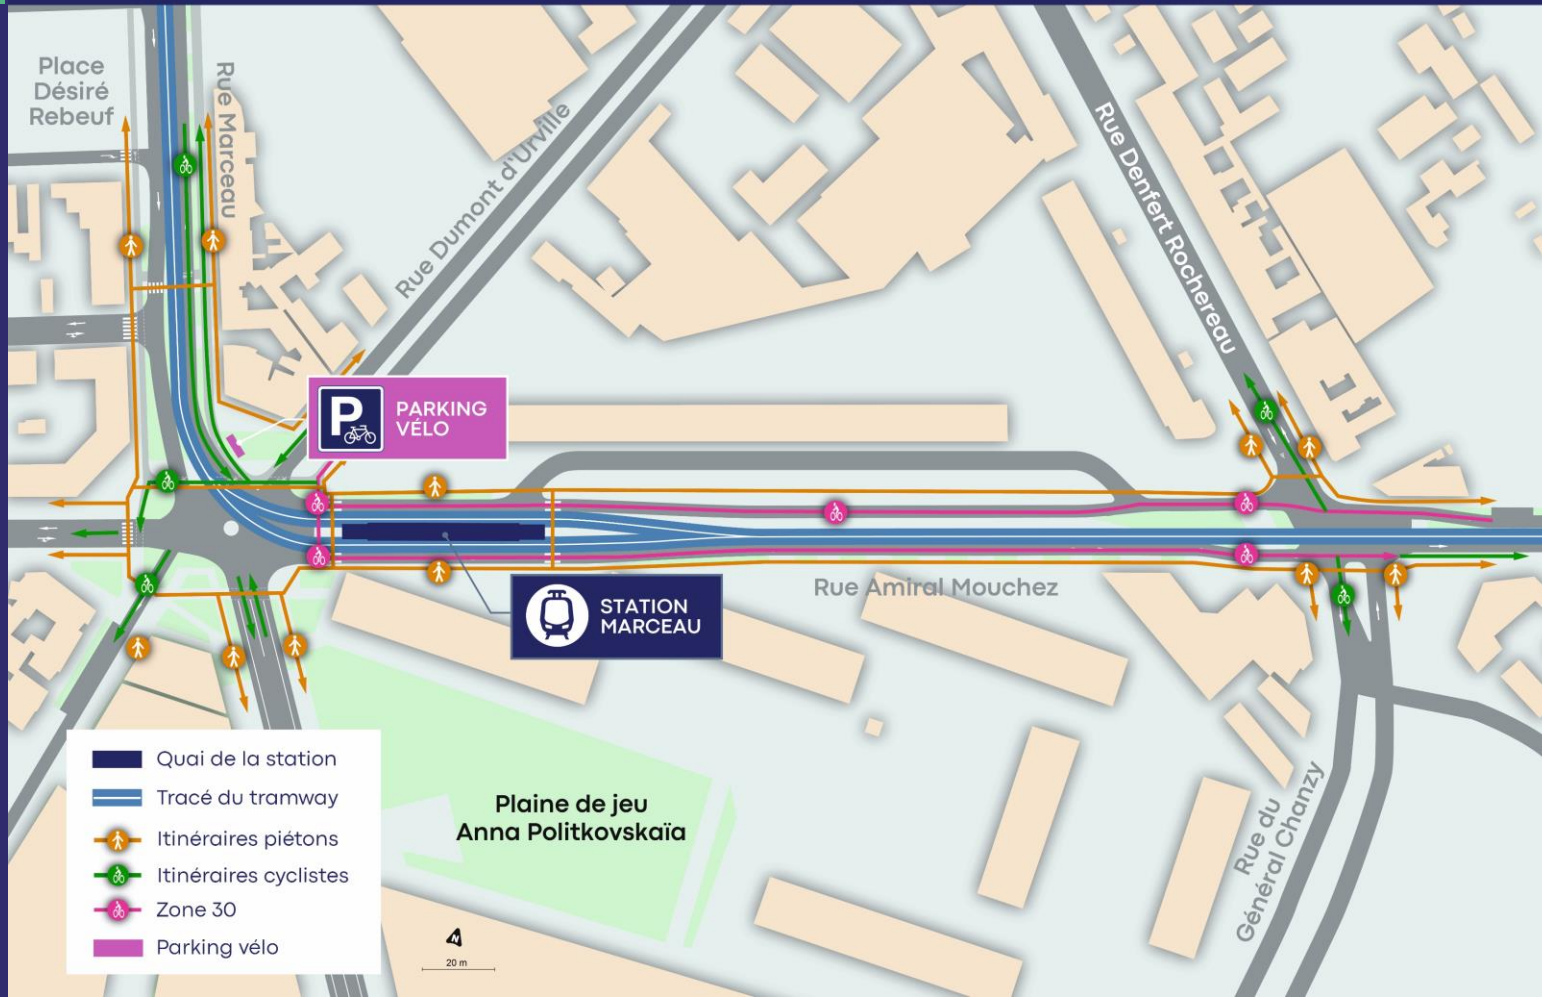 Place
Désiré
Rebeuf
Rue Marceau
Rue Dumont d'Urville
Rue Denfert Rochereau
P
PARKING
VÉLO
STATION
MARCEAU
Rue Amiral Mouchez
Rue du
Général Chanzy
Plaine de jeu
Anna Politkovskaïa
Quai de la station
Tracé du tramway
Itinéraires piétons
Itinéraires cyclistes
Zone 30
Parking vélo
N
20 m